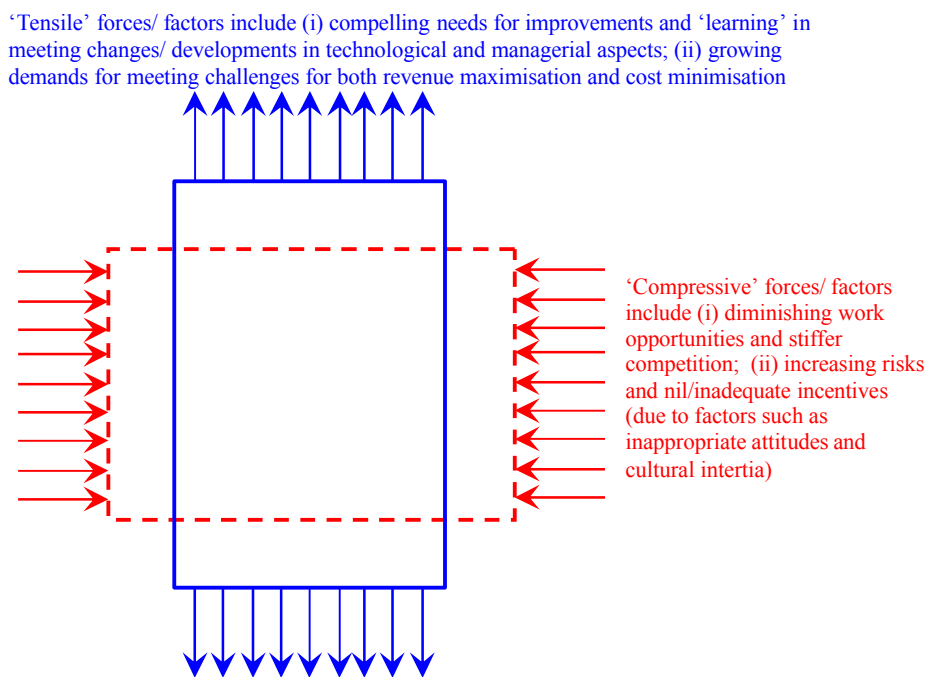 ‘Tensile’ forces/ factors include (i) compelling needs for improvements and ‘learning’ in
meeting changes/ developments in technological and managerial aspects; (ii) growing
demands for meeting challenges for both revenue maximisation and cost minimisation
‘Compressive’ forces/ factors
include (i) diminishing work
opportunities and stiffer
competition;  (ii) increasing risks
and nil/inadequate incentives
(due to factors such as
inappropriate attitudes and
cultural intertia)